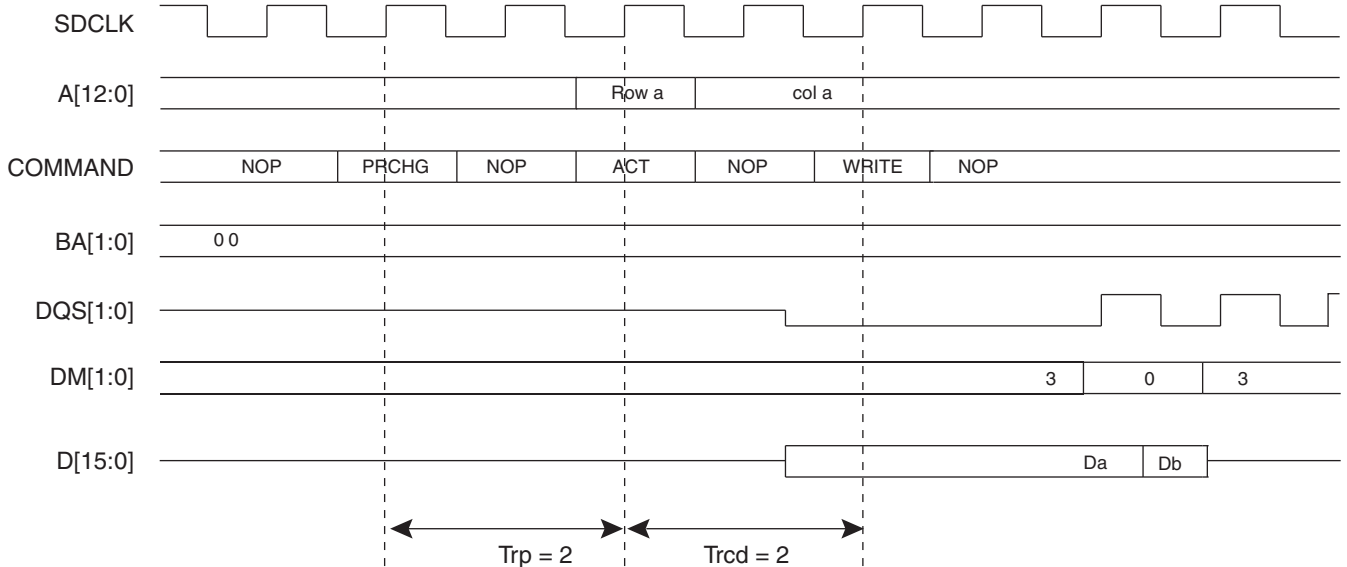 SDCLK
A[12:0] Row a col a
COMMAND NOP PRCHG NOP ACT NOP WRITE NOP
BA[1:0] 0 0
DQS[1:0]
DM[1:0] 3 0 3
D[15:0] Da Db
Trp = 2 Trcd = 2